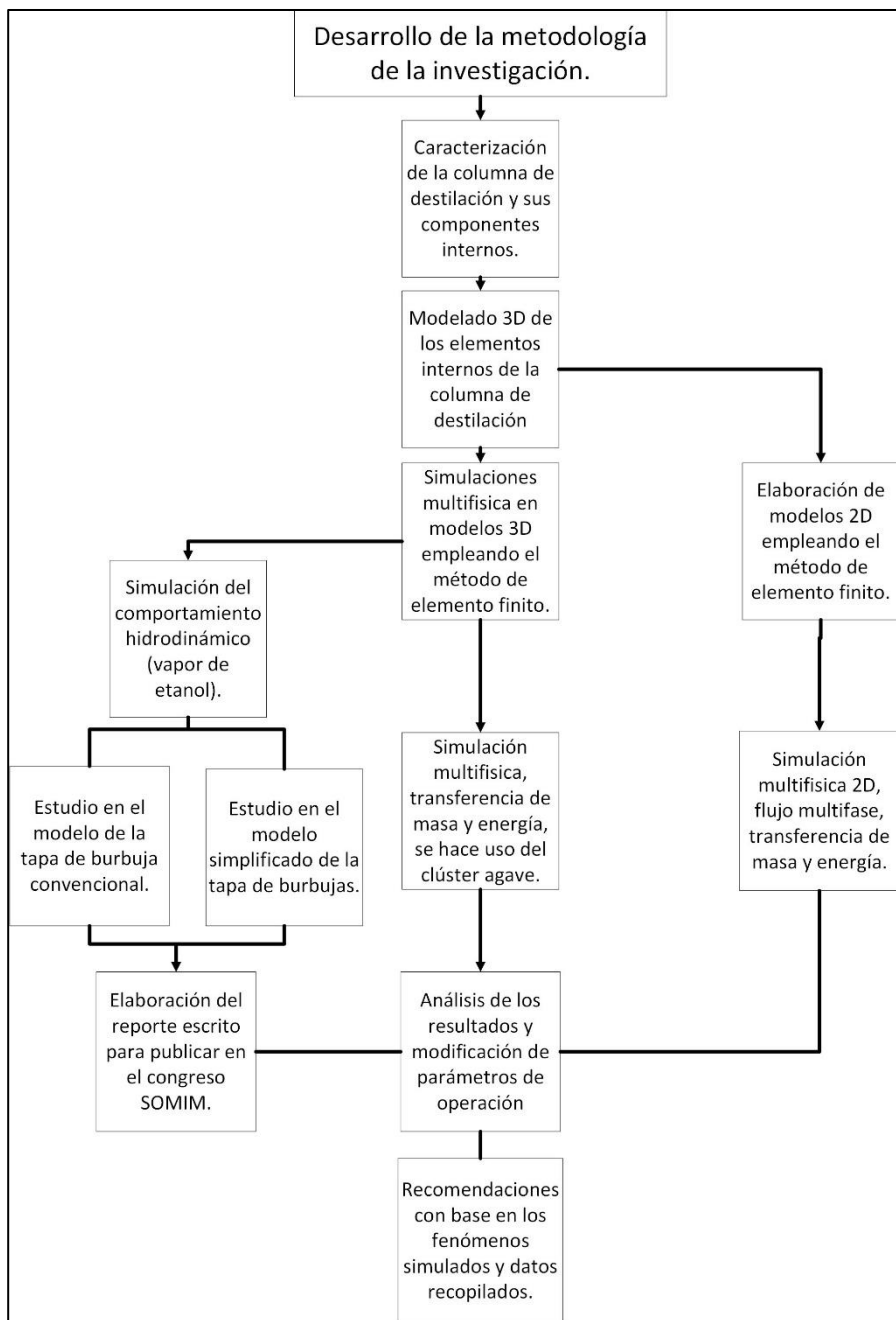 Desarrollo de la metodología
de la investigación.
Caracterización
de la columna de
destilación y sus
componentes
internos.
Modelado 3D de
los elementos
internos de la
columna de
destilación
Simulaciones
multifisica en
modelos 3D
empleando el
método de
elemento finito.
Elaboración de
modelos 2D
empleando el
método de
elemento finito.
Simulación del
comportamiento
hidrodinámico
(vapor de
etanol).
Estudio en el
modelo de la
tapa de burbuja
convencional.
Estudio en el
modelo
simplificado de la
tapa de burbujas.
Simulación
multifisica,
transferencia de
masa y energía,
se hace uso del
clúster agave.
Simulación
multifisica 2D,
flujo multifase,
transferencia de
masa y energía.
Elaboración del
reporte escrito
para publicar en
el congreso
SOMIM.
Análisis de los
resultados y
modificación de
parámetros de
operación
Recomendaciones
con base en los
fenómenos
simulados y datos
recopilados.